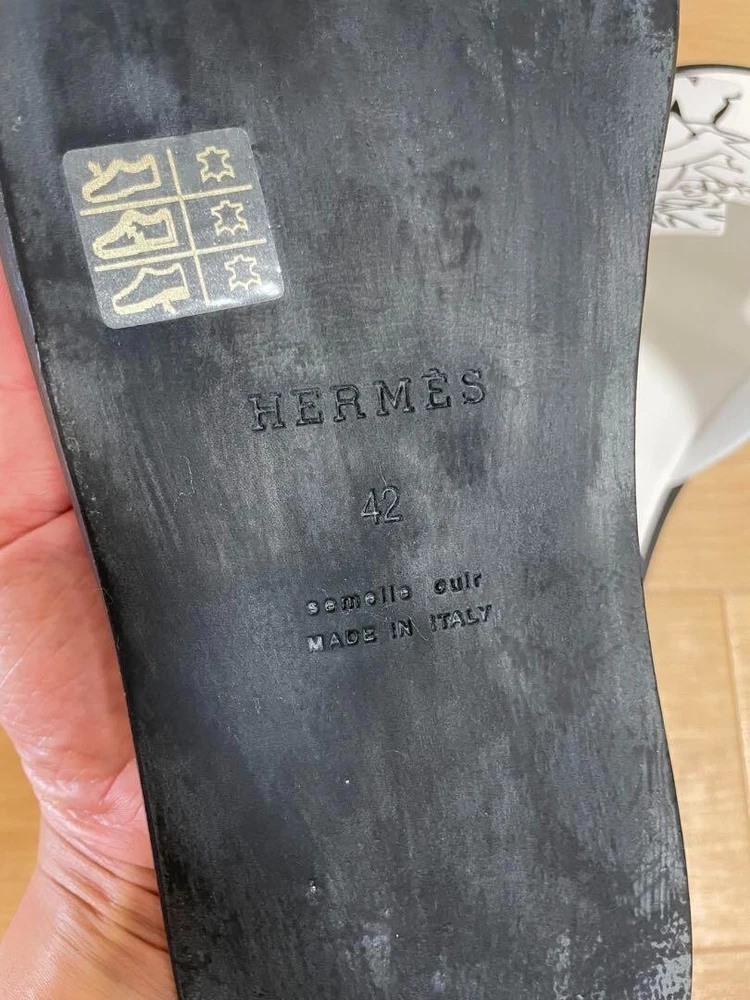 HERMÈS
42
semelle cuir
MADE IN ITALY